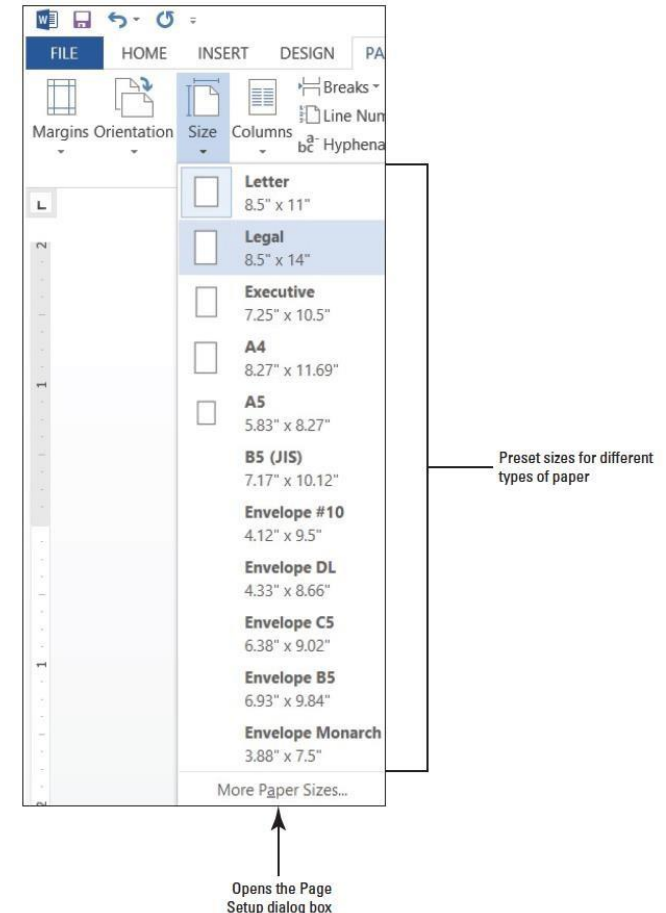 FILE HOME INSERT DESIGN PA
Breaks
Line Num
Margins Orientation Size Columns
Hyphena
Letter
8.5" x 11"
Legal
8.5" x 14"
Executive
7.25" x 10.5"
A4
8.27" x 11.69"
A5
5.83" x 8.27"
B5 (JIS)
7.17" x 10.12"
Envelope #10
4.12" x 9.5"
Envelope DL
4.33" x 8.66"
Envelope C5
6.38" x 9.02"
Envelope B5
6.93" x 9.84"
Envelope Monarch
3.88" x 7.5"
More Paper Sizes...
Preset sizes for different
types of paper
Opens the Page
Setup dialog box